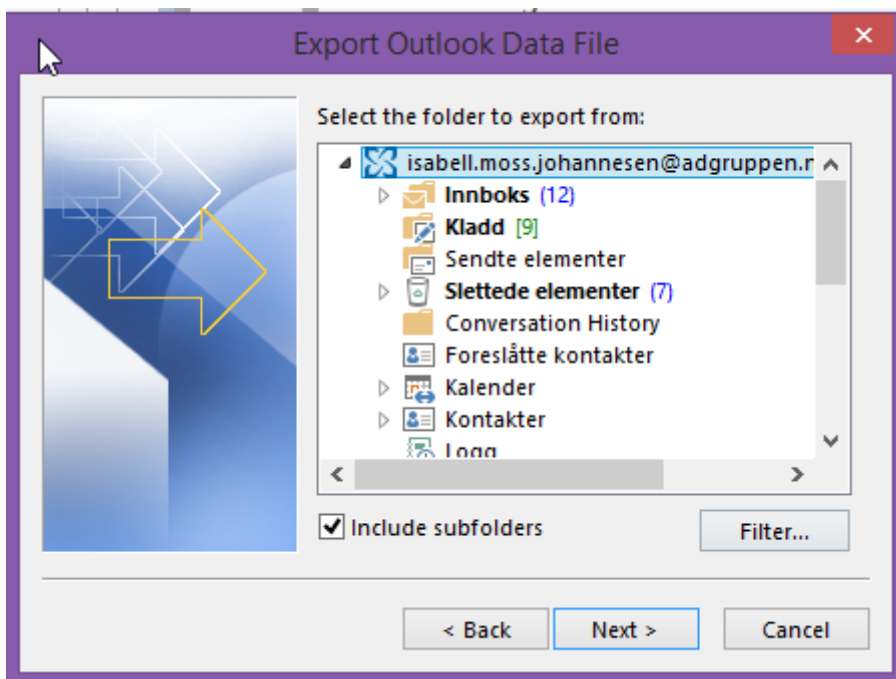 Export Outlook Data File
Select the folder to export from:
isabell.moss.johannesen@adgruppen.n
Innboks (12)
Kladd [9]
Sendte elementer
Slettede elementer (7)
Conversation History
Foreslåtte kontakter
Kalender
Kontakter
Logg
Include subfolders
Filter...
< Back
Next >
Cancel